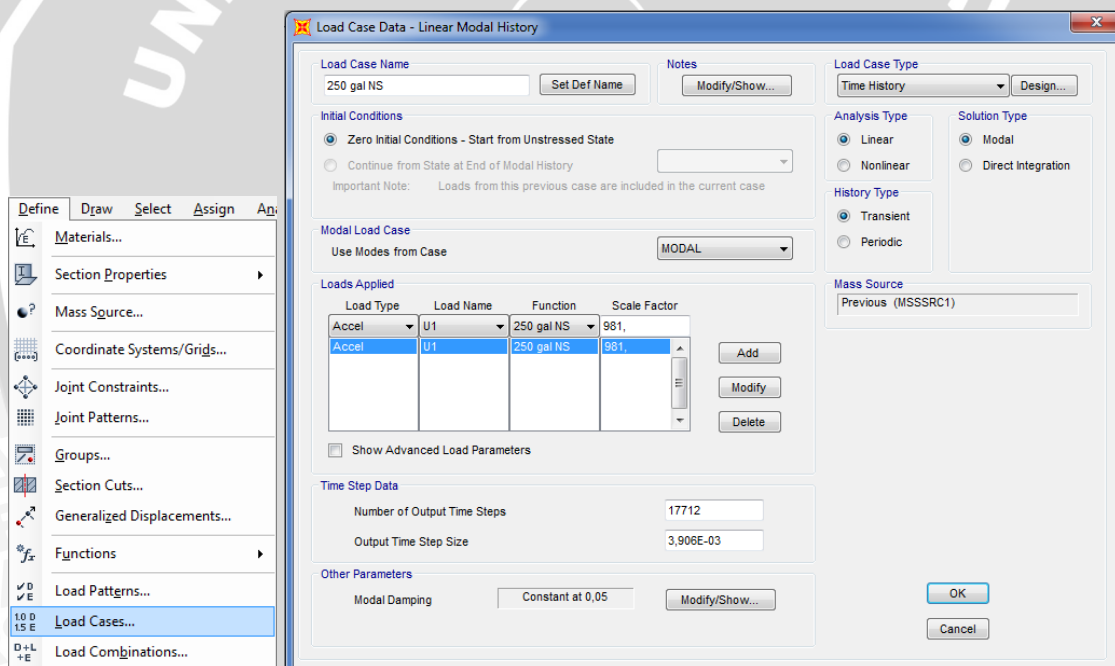 UN
Define Draw Select Assign An
Materials...
Section Properties
Mass Source...
Coordinate Systems/Grids...
Joint Constraints...
Joint Patterns...
Groups...
Section Cuts...
Generalized Displacements...
Functions
Load Patterns...
Load Cases...
Load Combinations...
Load Case Data - Linear Modal History
Load Case Name
250 gal NS
Set Def Name
Notes
Modify/Show...
Load Case Type
Time History
Design...
Initial Conditions
Zero Initial Conditions - Start from Unstressed State
Continue from State at End of Modal History
Important Note: Loads from this previous case are included in the current case
Analysis Type
Linear
Nonlinear
Solution Type
Modal
Direct Integration
History Type
Transient
Periodic
Modal Load Case
Use Modes from Case
MODAL
Loads Applied
Load Type Load Name Function Scale Factor
Accel U1 250 gal NS 981,
Accel U1 250 gal NS 981,
Add
Modify
Delete
Show Advanced Load Parameters
Mass Source
Previous (MSSSRC1)
Time Step Data
Number of Output Time Steps 17712
Output Time Step Size 3,906E-03
Other Parameters
Modal Damping Constant at 0,05 Modify/Show...
OK
Cancel